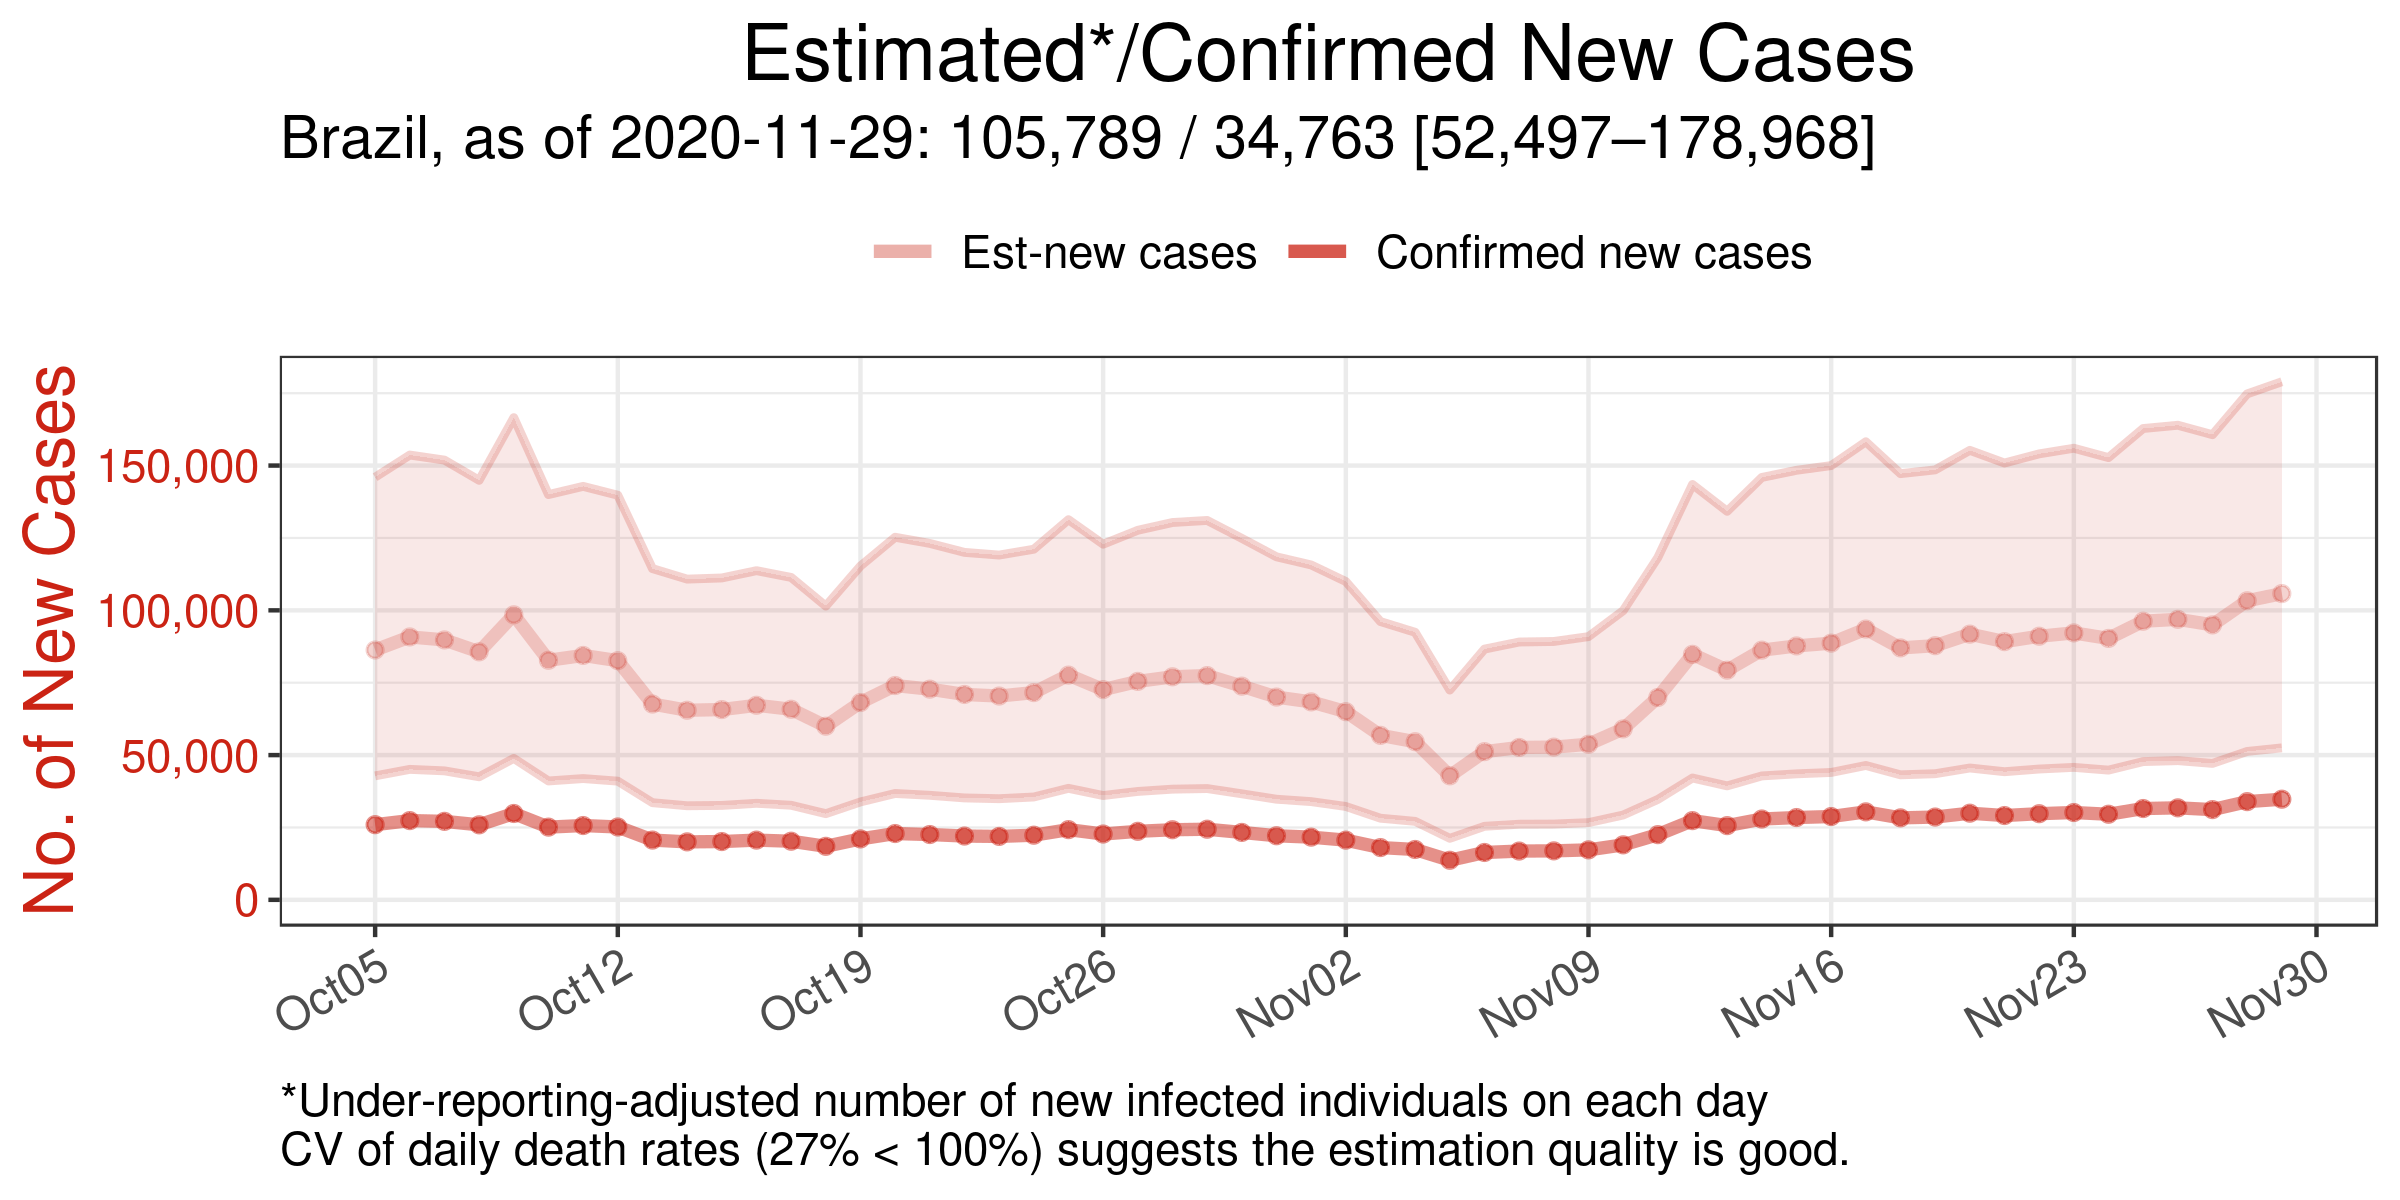 Estimated*/Confirmed New Cases
Brazil, as of 2020-11-29: 105,789 / 34,763 [52,497–178,968]
Est-new cases Confirmed new cases
No. of New Cases
150,000
100,000
50,000
0
Oct05 Oct12 Oct19 Oct26 Nov02 Nov09 Nov16 Nov23 Nov30
*Under-reporting-adjusted number of new infected individuals on each day
CV of daily death rates (27% < 100%) suggests the estimation quality is good.